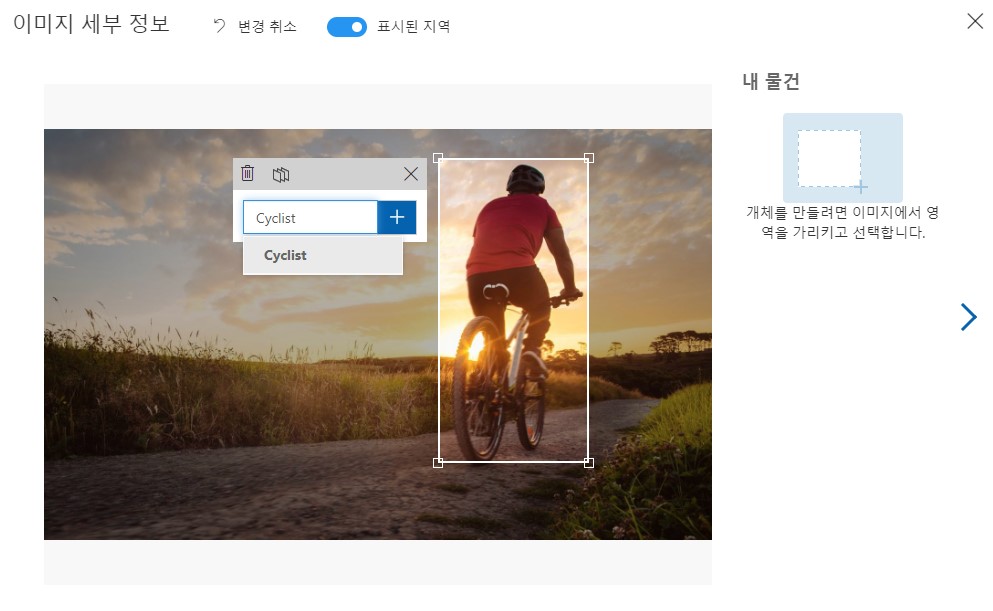 이미지 세부 정보
변경 취소
표시된 지역
내 물건
Cyclist
Cyclist
개체를 만들려면 이미지에서 영
역을 가리키고 선택합니다.